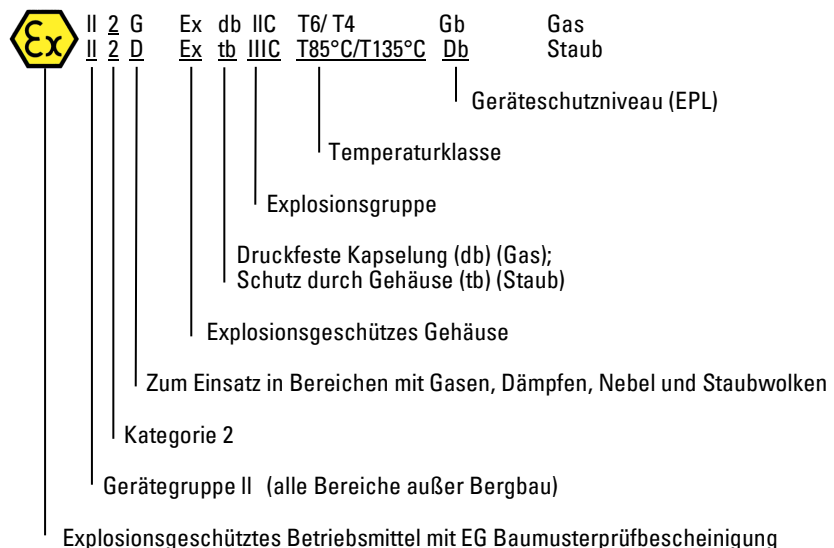 Ex II 2 G Ex db IIC T6/ T4 Gb Gas
II 2 D Ex tb IIIC T85°C/T135°C Db Staub
Geräteschutzniveau (EPL)
Temperaturklasse
Explosionsgruppe
Druckfeste Kapselung (db) (Gas);
Schutz durch Gehäuse (tb) (Staub)
Explosionsgeschützes Gehäuse
Zum Einsatz in Bereichen mit Gasen, Dämpfen, Nebel und Staubwolken
Kategorie 2
Gerätegruppe II (alle Bereiche außer Bergbau)
Explosionsgeschütztes Betriebsmittel mit EG Baumusterprüfbescheinigung